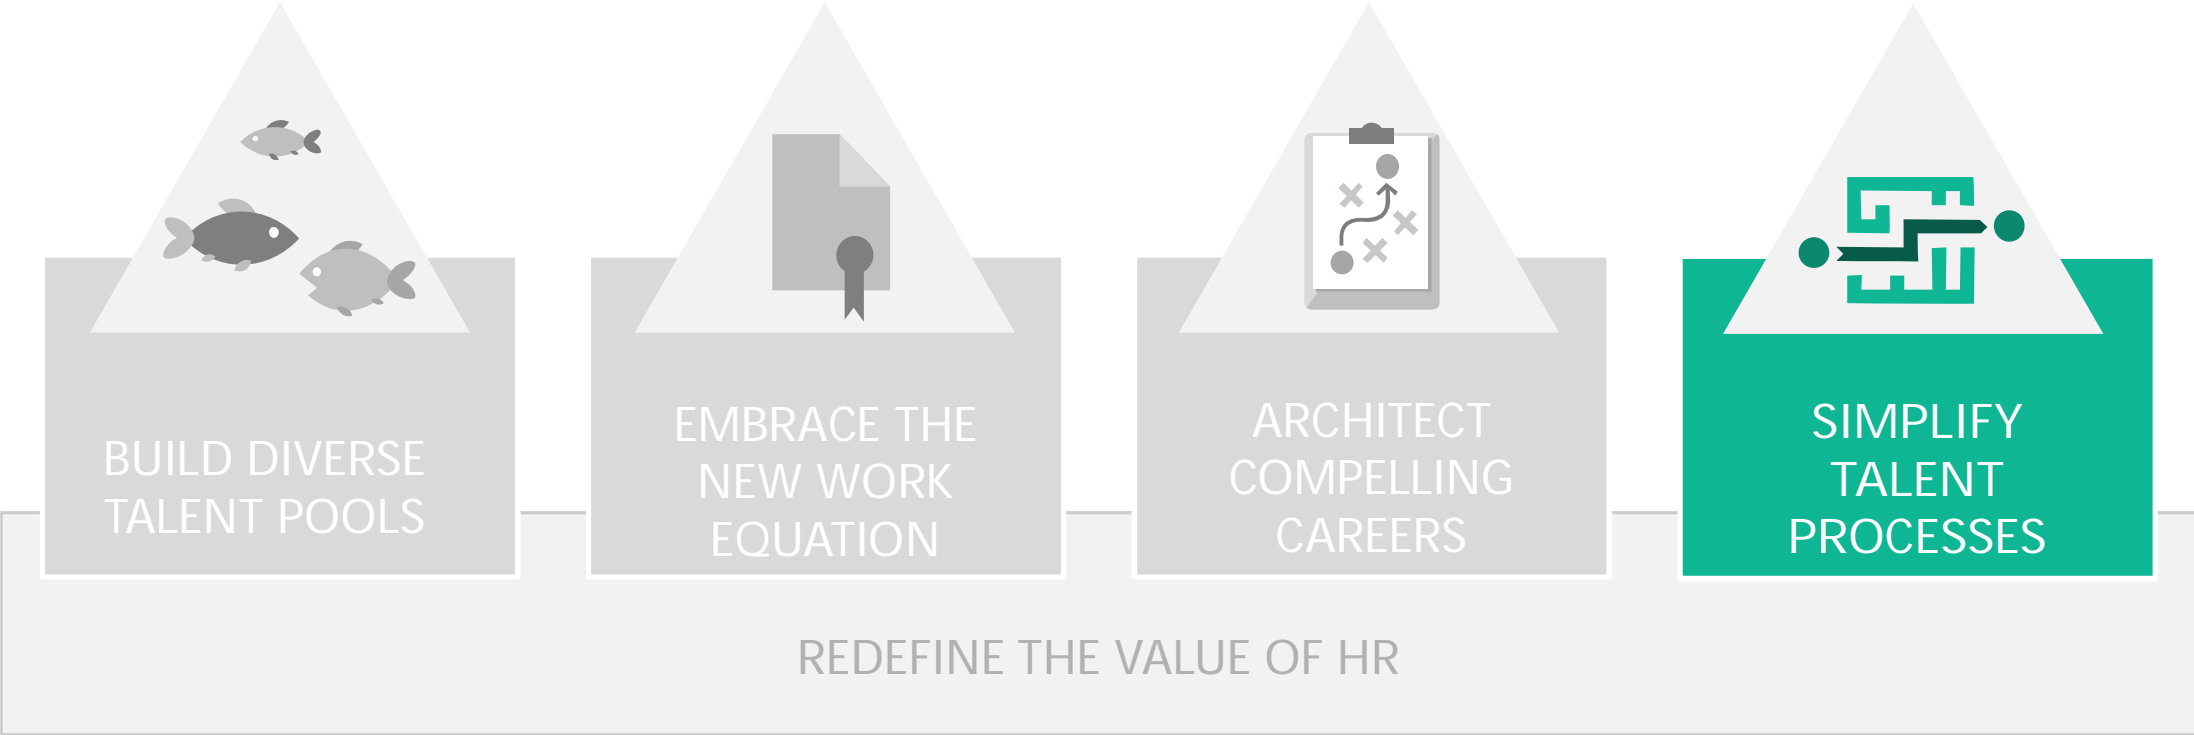 BUILD DIVERSE
TALENT POOLS
EMBRACE THE
NEW WORK
EQUATION
ARCHITECT
COMPELLING
CAREERS
SIMPLIFY
TALENT
PROCESSES
REDEFINE THE VALUE OF HR